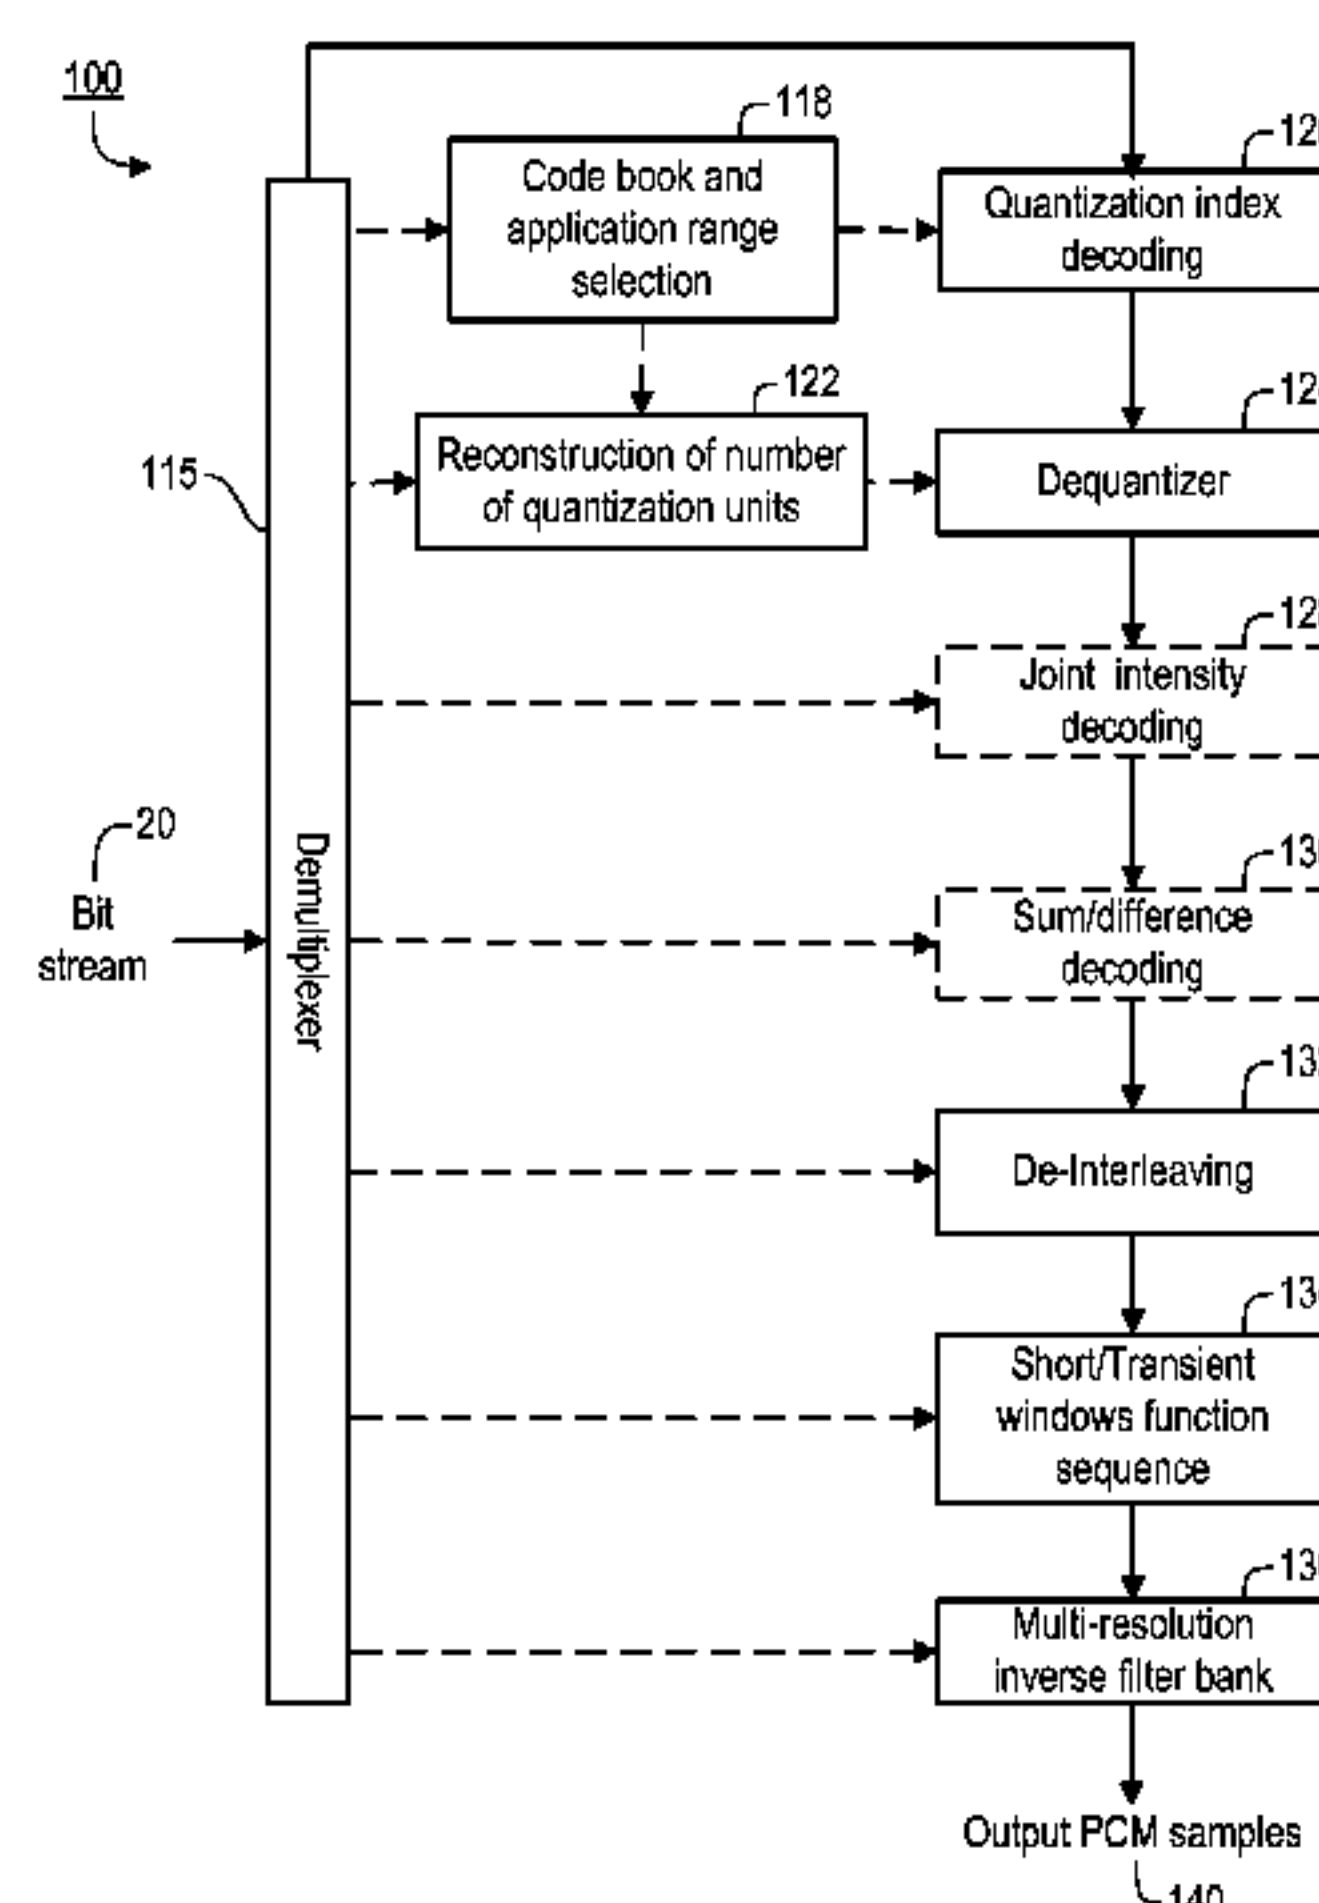 100
118
Code book and
application range
selection
Quantization index
decoding
122
Reconstruction of number
of quantization units
Dequantizer
115
Joint intensity
decoding
20
Bit
stream
Demultiplexer
Sum/difference
decoding
De-Interleaving
Short/Transient
windows function
sequence
Multi-resolution
inverse filter bank
Output PCM samples
140